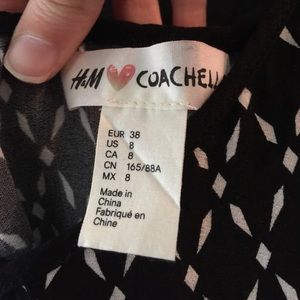 H&M COACHELL
EUR 38
US 8
CA 8
CN 165/88A
MX 8
Made in
China
Fabriqué en
Chine